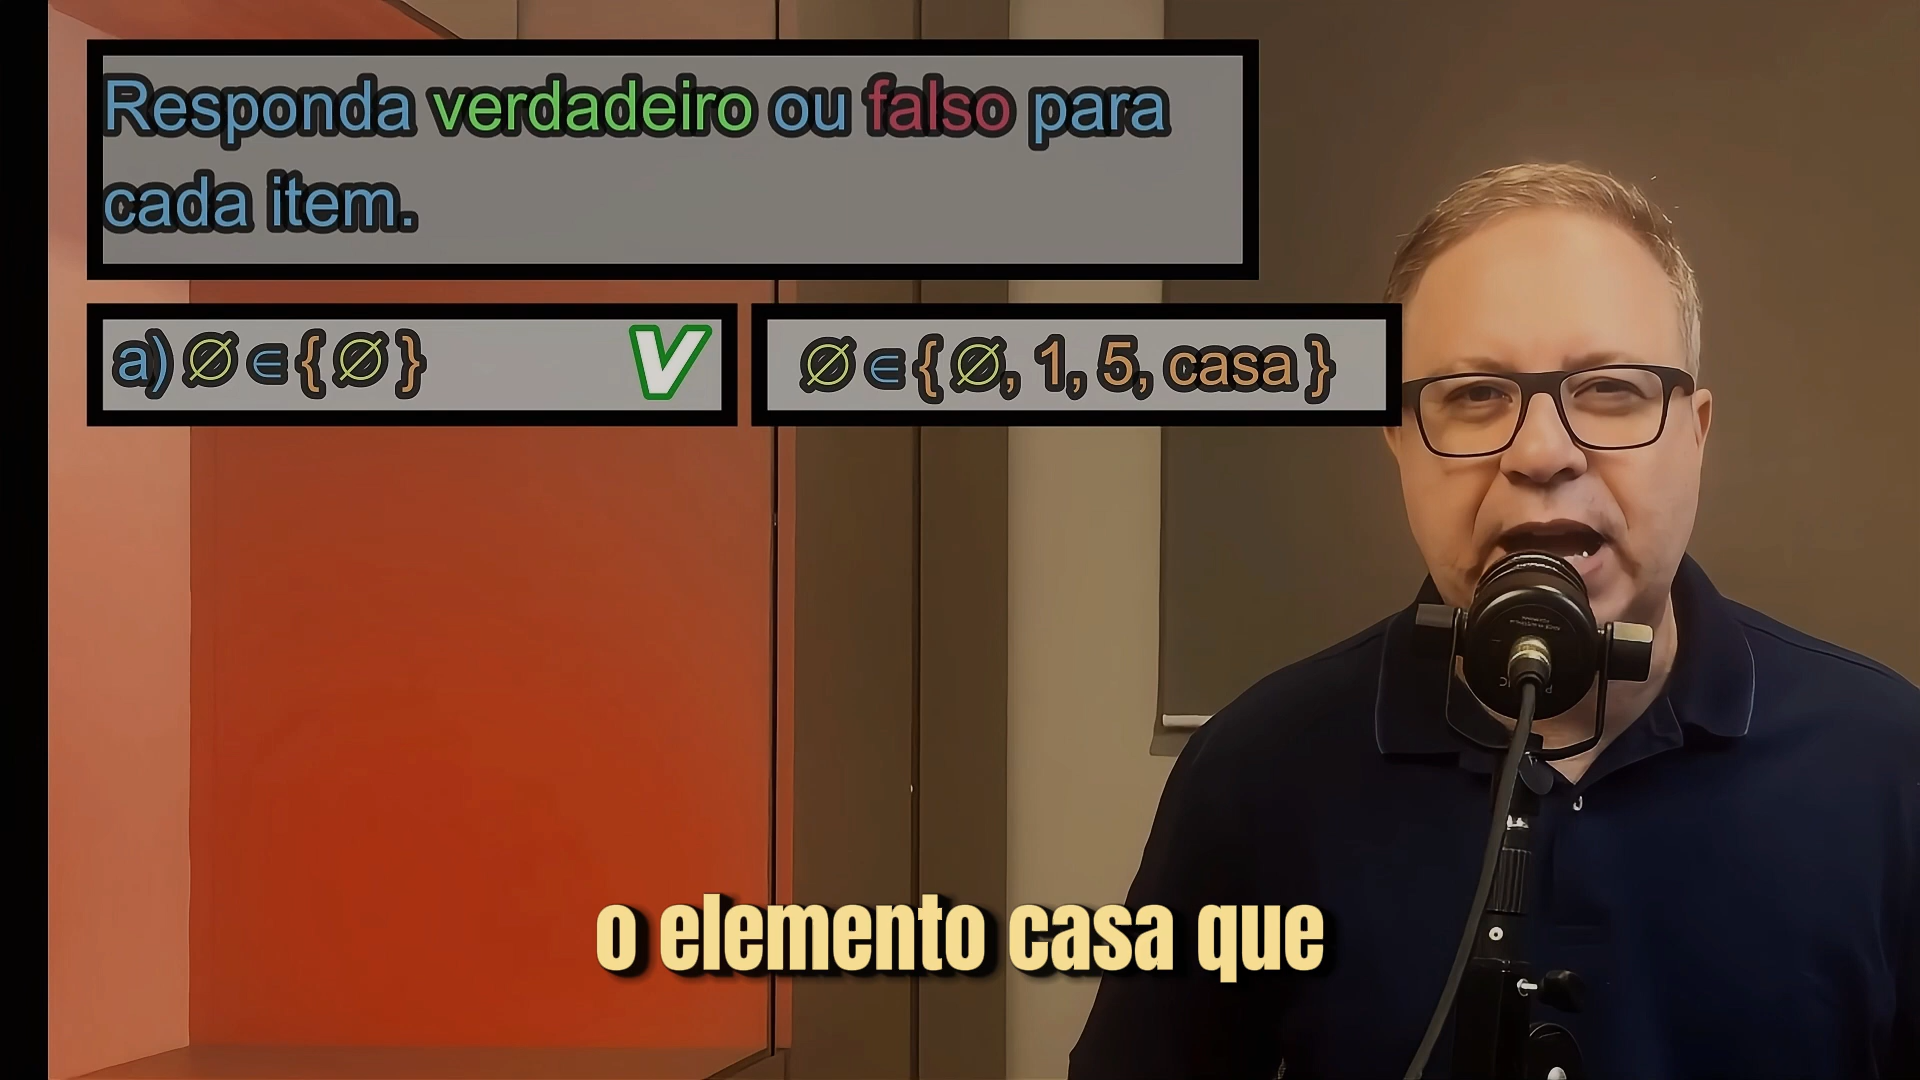 Responda verdadeiro ou falso para
cada item.
a) ∅ ∈ { ∅ } V
∅ ∈ { ∅, 1, 5, casa }
o elemento casa que